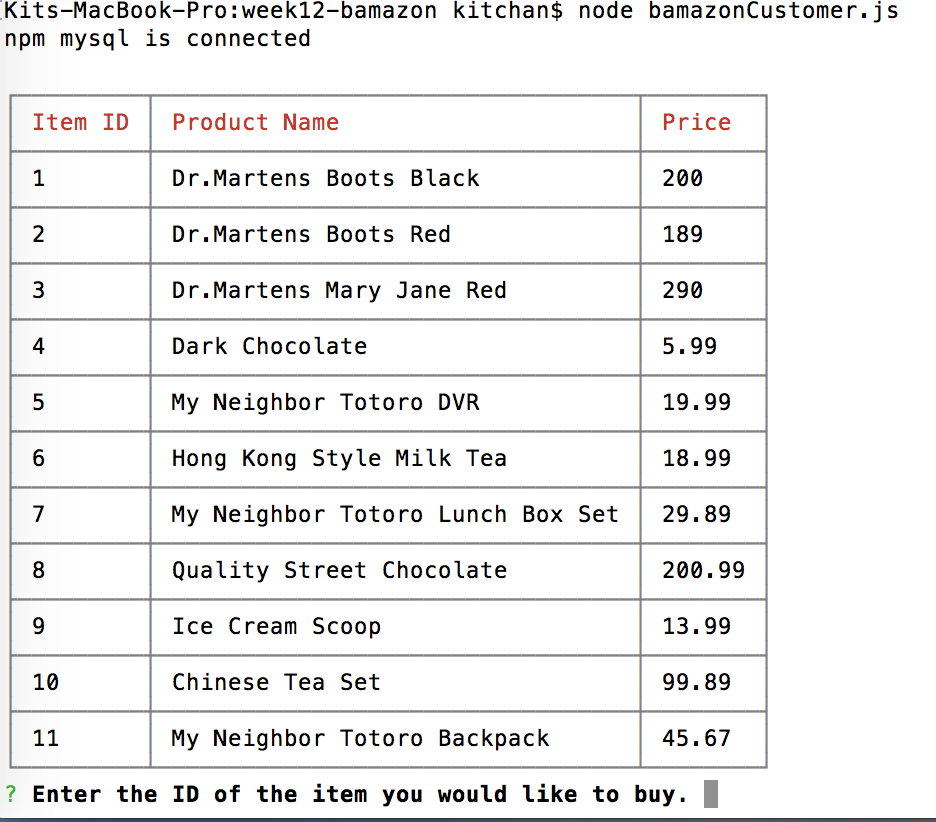 Kits-MacBook-Pro:week12-bamazon kitchan$ node bamazonCustomer.js
npm mysql is connected
Item ID Product Name Price
1 Dr.Martens Boots Black 200
2 Dr.Martens Boots Red 189
3 Dr.Martens Mary Jane Red 290
4 Dark Chocolate 5.99
5 My Neighbor Totoro DVR 19.99
6 Hong Kong Style Milk Tea 18.99
7 My Neighbor Totoro Lunch Box Set 29.89
8 Quality Street Chocolate 200.99
9 Ice Cream Scoop 13.99
10 Chinese Tea Set 99.89
11 My Neighbor Totoro Backpack 45.67
? Enter the ID of the item you would like to buy.